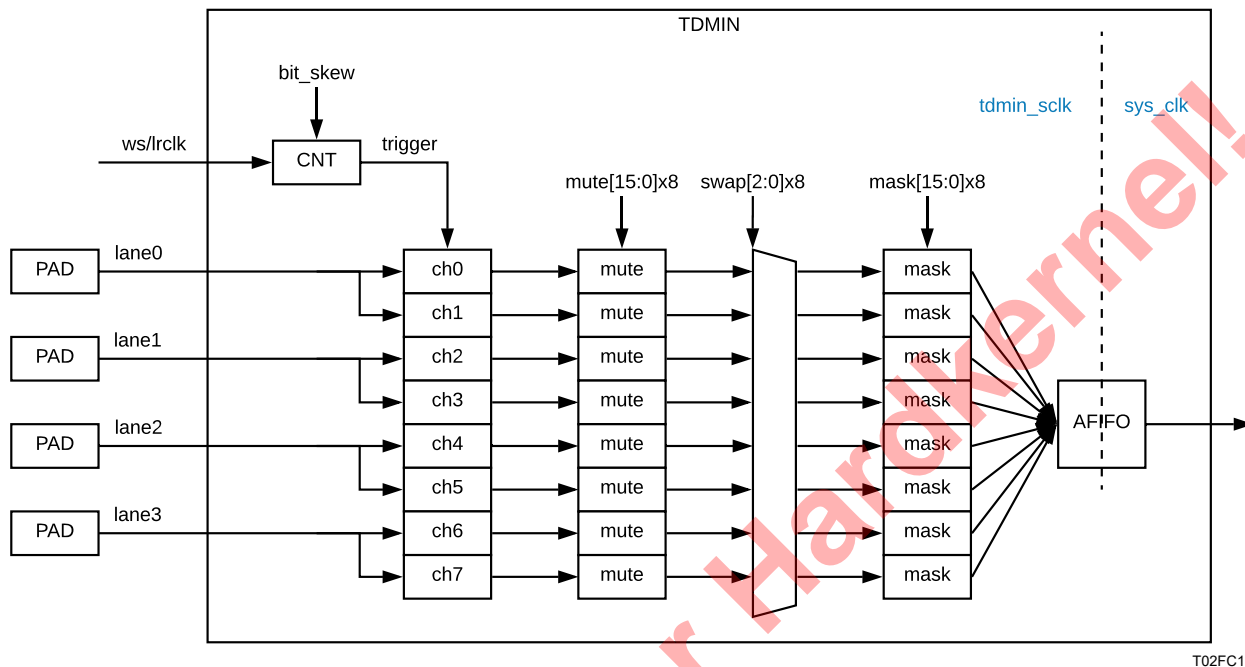 TDMIN
bit_skew
tdmin_sclk
sys_clk
ws/lrclk
CNT
trigger
mute[15:0]x8
swap[2:0]x8
mask[15:0]x8
PAD
lane0
ch0
mute
mask
ch1
mute
mask
PAD
lane1
ch2
mute
mask
ch3
mute
mask
AFIFO
PAD
lane2
ch4
mute
mask
ch5
mute
mask
PAD
lane3
ch6
mute
mask
ch7
mute
mask
r Hardkernel!
T02FC1